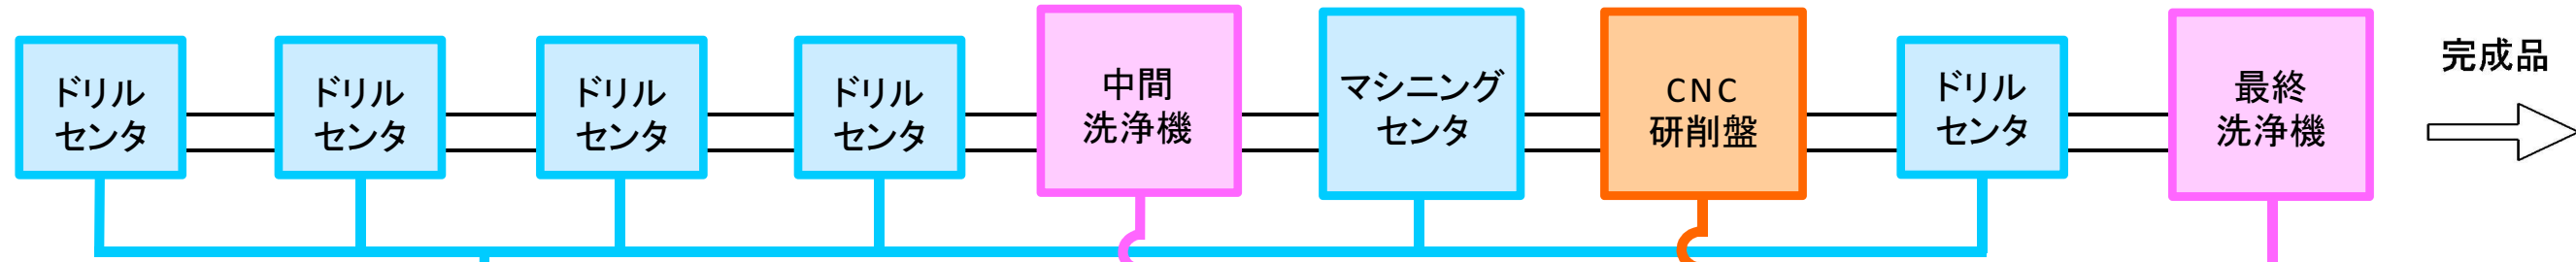 ドリル
センタ
ドリル
センタ
ドリル
センタ
ドリル
センタ
中間
洗浄機
マシニング
センタ
CNC
研削盤
ドリル
センタ
最終
洗浄機
完成品